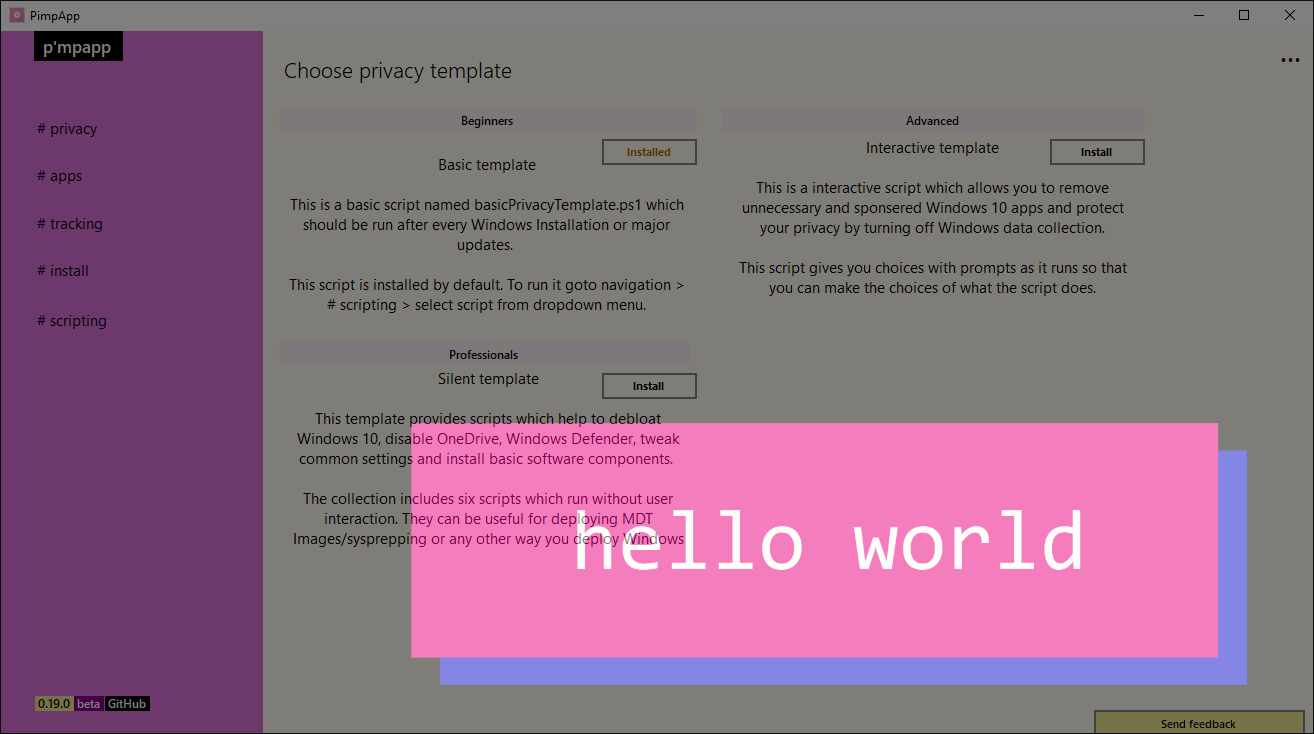 PimpApp
p'mpapp
# privacy
# apps
# tracking
# install
# scripting
0.19.0 beta GitHub
Choose privacy template
•••
Beginners
Installed
Basic template
This is a basic script named basicPrivacyTemplate.ps1 which
should be run after every Windows Installation or major
updates.
This script is installed by default. To run it goto navigation >
# scripting > select script from dropdown menu.
Advanced
Interactive template
Install
This is a interactive script which allows you to remove
unnecessary and sponsered Windows 10 apps and protect
your privacy by turning off Windows data collection.
This script gives you choices with prompts as it runs so that
you can make the choices of what the script does.
Professionals
Silent template
Install
This template provides scripts which help to debloat
Windows 10, disable OneDrive, Windows Defender, tweak
common settings and install basic software components.
The collection includes six scripts which run without user
interaction. They can be useful for deploying MDT
Images/sysprepping or any other way you deploy Windows
hello world
Send feedback